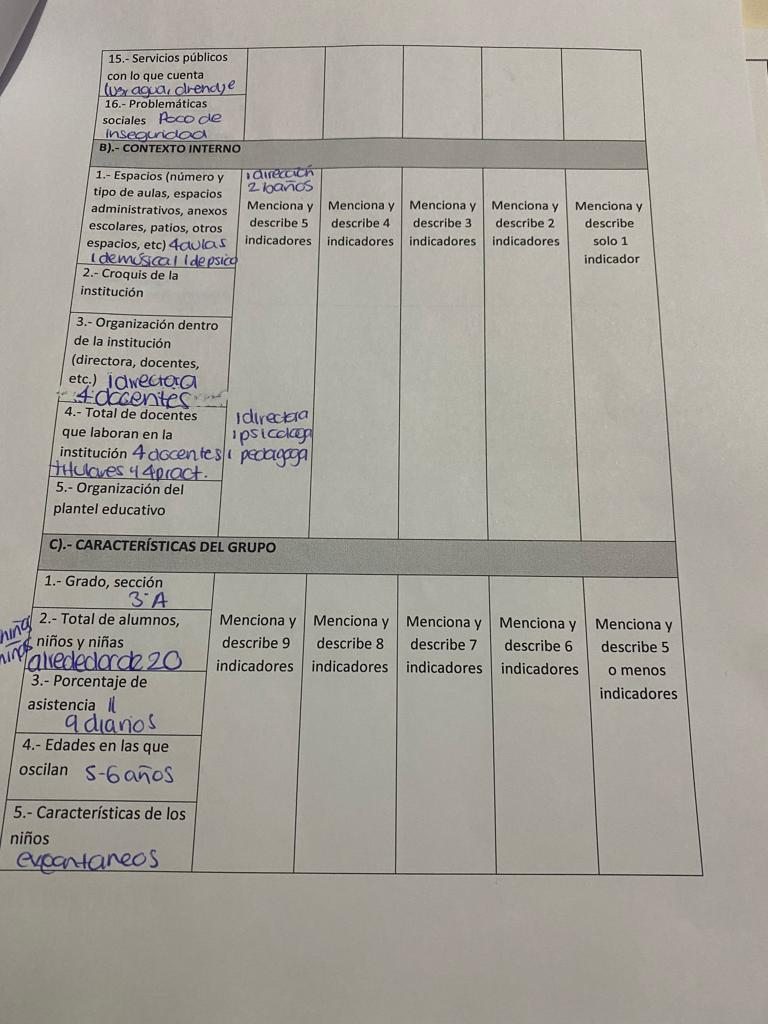 15.- Servicios públicos
con lo que cuenta
luz, agua, drenaje
16.- Problemáticas
sociales Poco de
inseguridad
B).- CONTEXTO INTERNO
1.- Espacios (número y
tipo de aulas, espacios
administrativos, anexos
escolares, patios, otros
espacios, etc) 4 aulas
1 de música 1 de psico
1 dirección
2 baños
Menciona y
describe 5
indicadores
Menciona y
describe 4
indicadores
Menciona y
describe 3
indicadores
Menciona y
describe 2
indicadores
Menciona y
describe
solo 1
indicador
2.- Croquis de la
institución
3.- Organización dentro
de la institución
(directora, docentes,
etc.) 1 directora
4 docentes
4.- Total de docentes
que laboran en la
institución 4 docentes
titulares y 4 pract.
1 directora
1 psicologa
1 pedagoga
5.- Organización del
plantel educativo
C).- CARACTERÍSTICAS DEL GRUPO
1.- Grado, sección
3-A
2.- Total de alumnos,
niños y niñas
alrededor de 20
niñas
niños
Menciona y
describe 9
indicadores
Menciona y
describe 8
indicadores
Menciona y
describe 7
indicadores
Menciona y
describe 6
indicadores
Menciona y
describe 5
o menos
indicadores
3.- Porcentaje de
asistencia
9 diarios
4.- Edades en las que
oscilan 5-6 años
5.- Características de los
niños